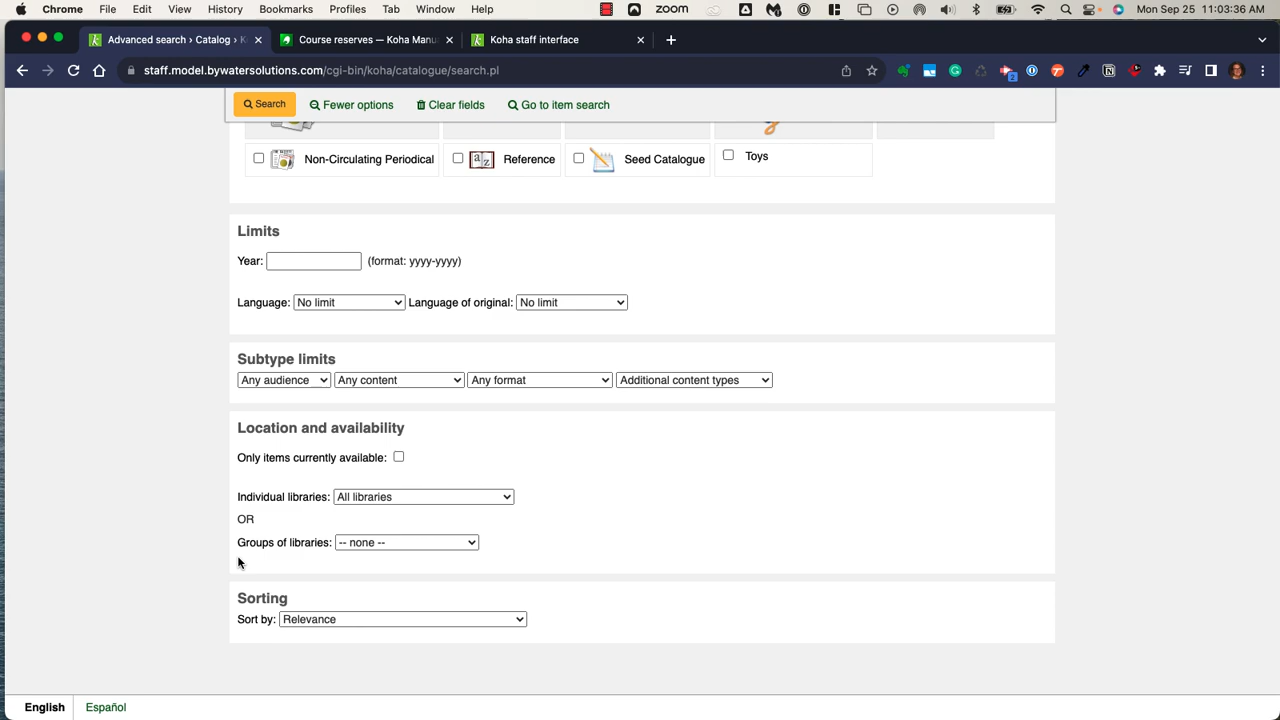 Chrome File Edit View History Bookmarks Profiles Tab Window Help zoom Mon Sep 25 11:03:36 AM
Advanced search › Catalog › K Course reserves — Koha Manu Koha staff interface
staff.model.bywatersolutions.com/cgi-bin/koha/catalogue/search.pl
2
Search Fewer options Clear fields Go to item search
Non-Circulating Periodical Reference Seed Catalogue Toys
Limits
Year: (format: yyyy-yyyy)
Language: No limit Language of original: No limit
Subtype limits
Any audience Any content Any format Additional content types
Location and availability
Only items currently available:
Individual libraries: All libraries
OR
Groups of libraries: -- none --
Sorting
Sort by: Relevance
English Español